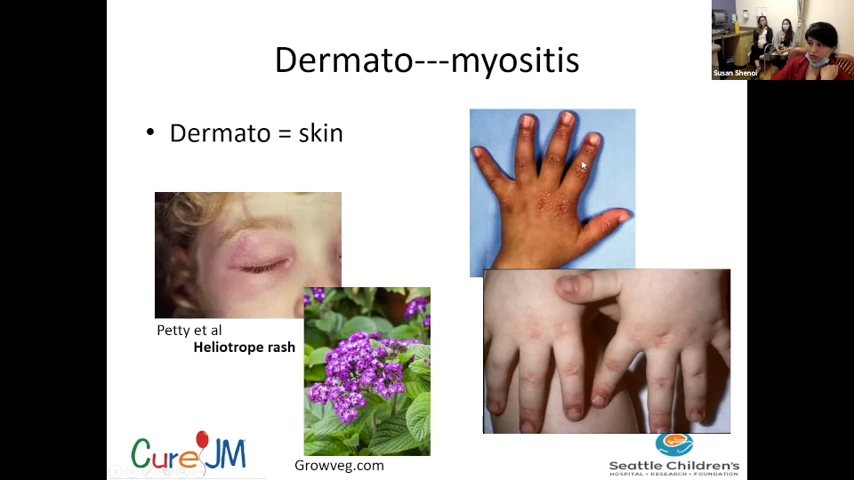 Dermato---myositis
Susan Shenoi
• Dermato = skin
Petty et al
Heliotrope rash
Growveg.com
CureJM
Seattle Children's
HOSPITAL • RESEARCH • FOUNDATION